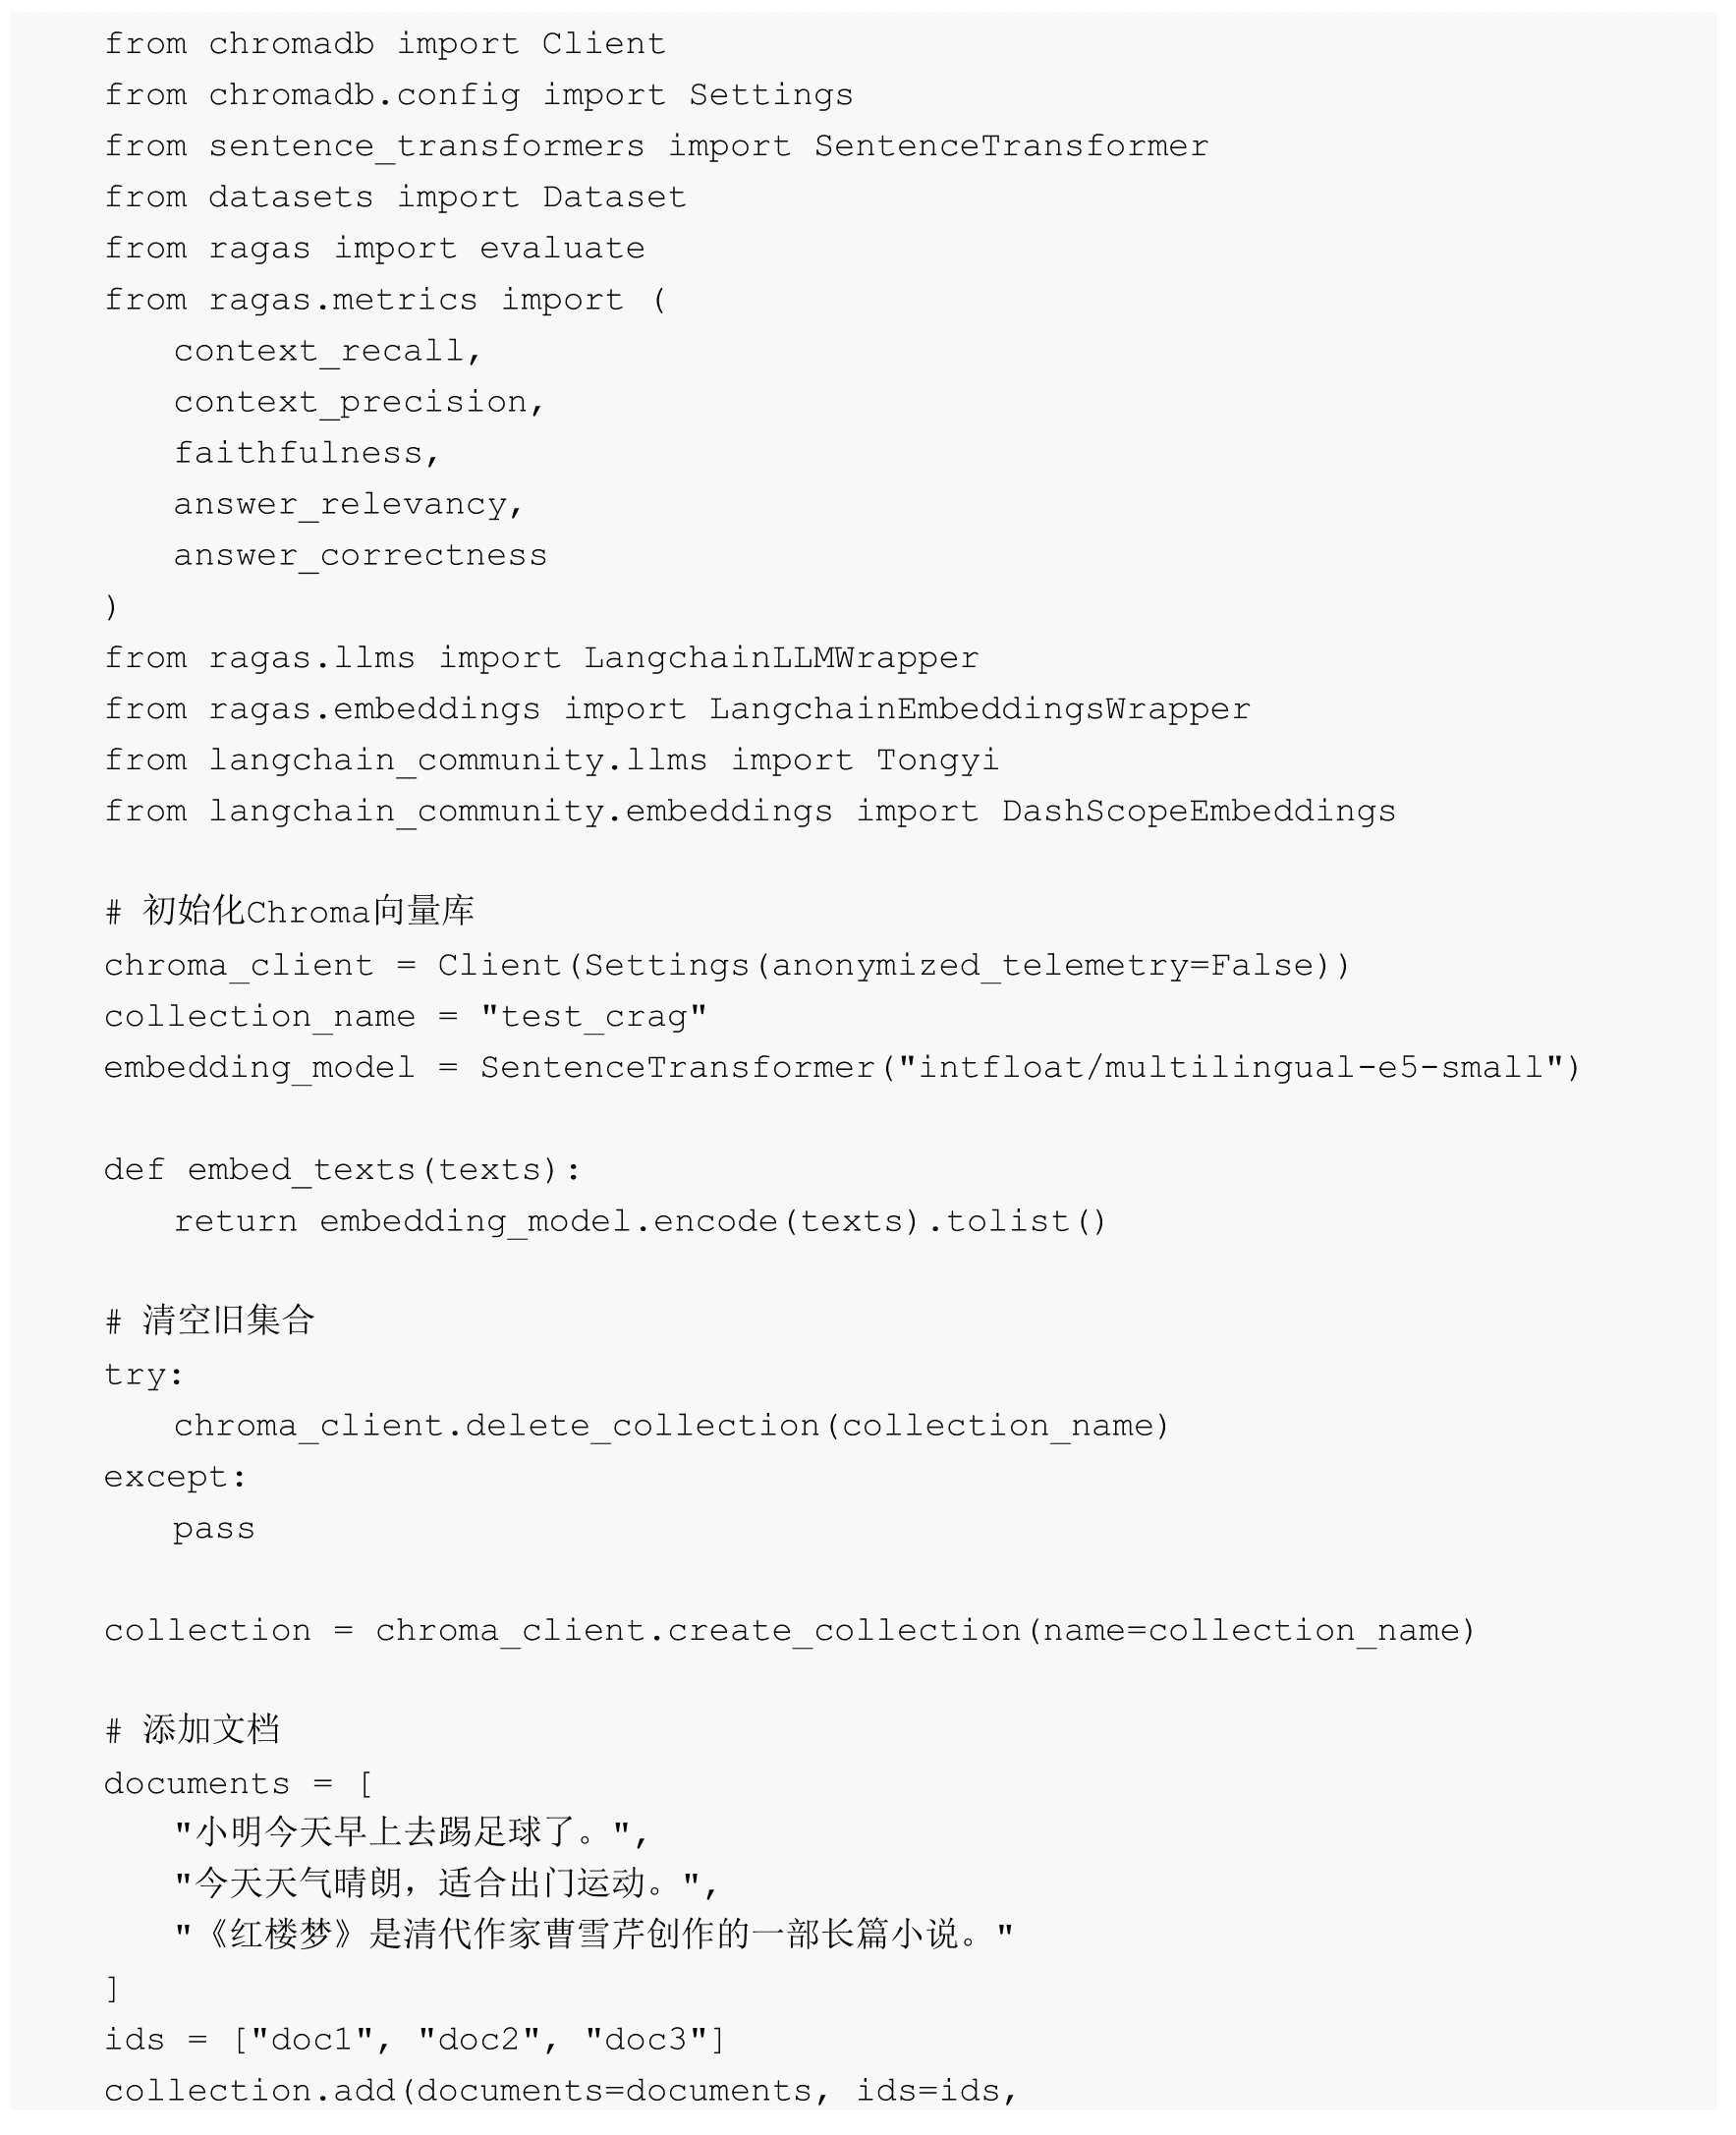 from chromadb import Client
from chromadb.config import Settings
from sentence_transformers import SentenceTransformer
from datasets import Dataset
from ragas import evaluate
from ragas.metrics import (
    context_recall,
    context_precision,
    faithfulness,
    answer_relevancy,
    answer_correctness
)
from ragas.llms import LangchainLLMWrapper
from ragas.embeddings import LangchainEmbeddingsWrapper
from langchain_community.llms import Tongyi
from langchain_community.embeddings import DashScopeEmbeddings

# 初始化Chroma向量库
chroma_client = Client(Settings(anonymized_telemetry=False))
collection_name = "test_crag"
embedding_model = SentenceTransformer("intfloat/multilingual-e5-small")

def embed_texts(texts):
    return embedding_model.encode(texts).tolist()

# 清空旧集合
try:
    chroma_client.delete_collection(collection_name)
except:
    pass

collection = chroma_client.create_collection(name=collection_name)

# 添加文档
documents = [
    "小明今天早上去踢足球了。",
    "今天天气晴朗，适合出门运动。",
    "《红楼梦》是清代作家曹雪芹创作的一部长篇小说。"
]
ids = ["doc1", "doc2", "doc3"]
collection.add(documents=documents, ids=ids,